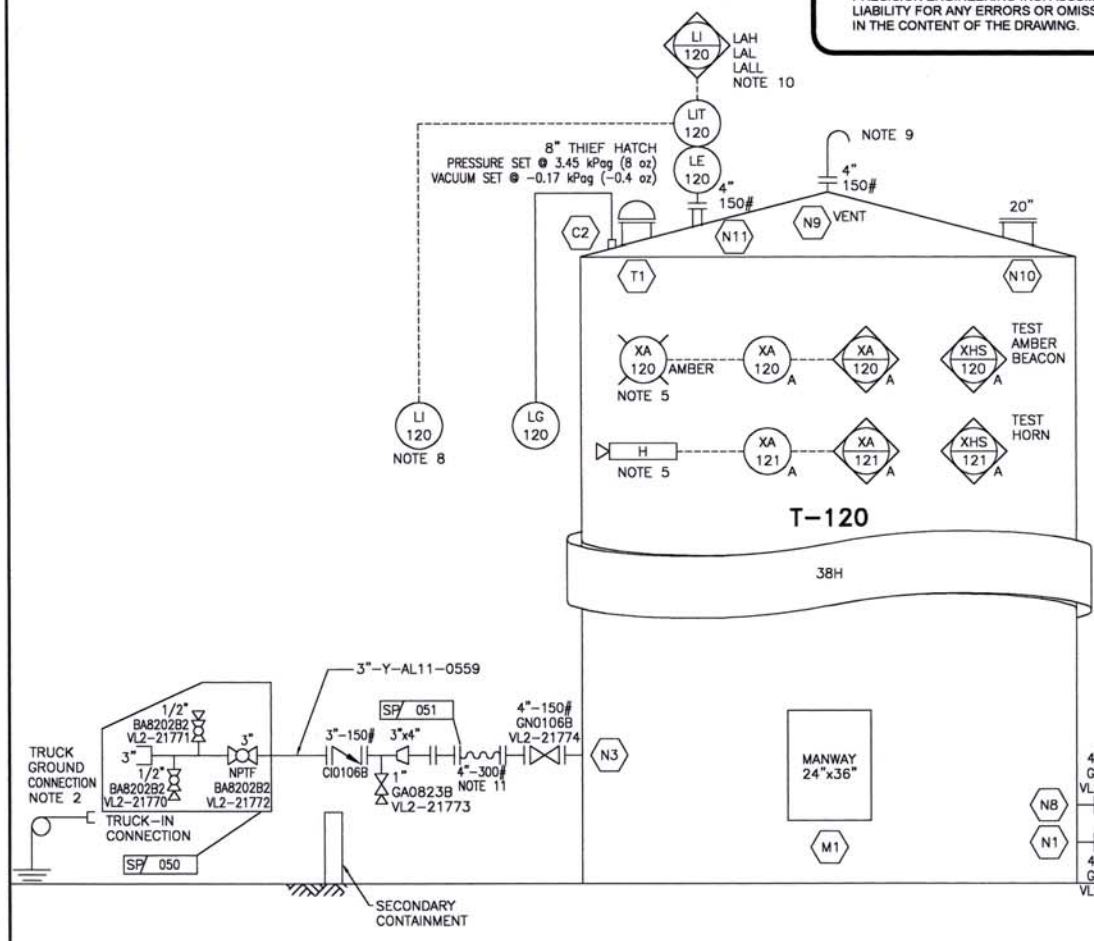 LIABILITY FOR ANY ERRORS OR OMISS
IN THE CONTENT OF THE DRAWING.
LI
120
LAH
LAL
LALL
NOTE 10
LIT
120
LE
120
8" THIEF HATCH
PRESSURE SET @ 3.45 kPag (8 oz)
VACUUM SET @ -0.17 kPag (-0.4 oz)
4"
150#
NOTE 9
4"
150#
20"
C2
N11
N9
VENT
T1
N10
XA
120
AMBER
NOTE 5
XA
120
A
XA
120
A
XHS
120
A
TEST
AMBER
BEACON
LI
120
NOTE 8
LG
120
H
NOTE 5
XA
121
A
XA
121
A
XHS
121
A
TEST
HORN
T-120
38H
3"-Y-AL11-0559
SP/ 051
4"-150#
GN0106B
VL2-21774
1/2"
BA8202B2
VL2-21771
3"
1/2"
BA8202B2
VL2-21770
3"
NPTF
BA8202B2
VL2-21772
3"-150#
CI0106B
3"x4"
1"
GA0823B
VL2-21773
4"-300#
NOTE 11
N3
TRUCK
GROUND
CONNECTION
NOTE 2
TRUCK-IN
CONNECTION
SP/ 050
MANWAY
24"x36"
M1
N8
N1
4
G
VL
4
G
VL
SECONDARY
CONTAINMENT